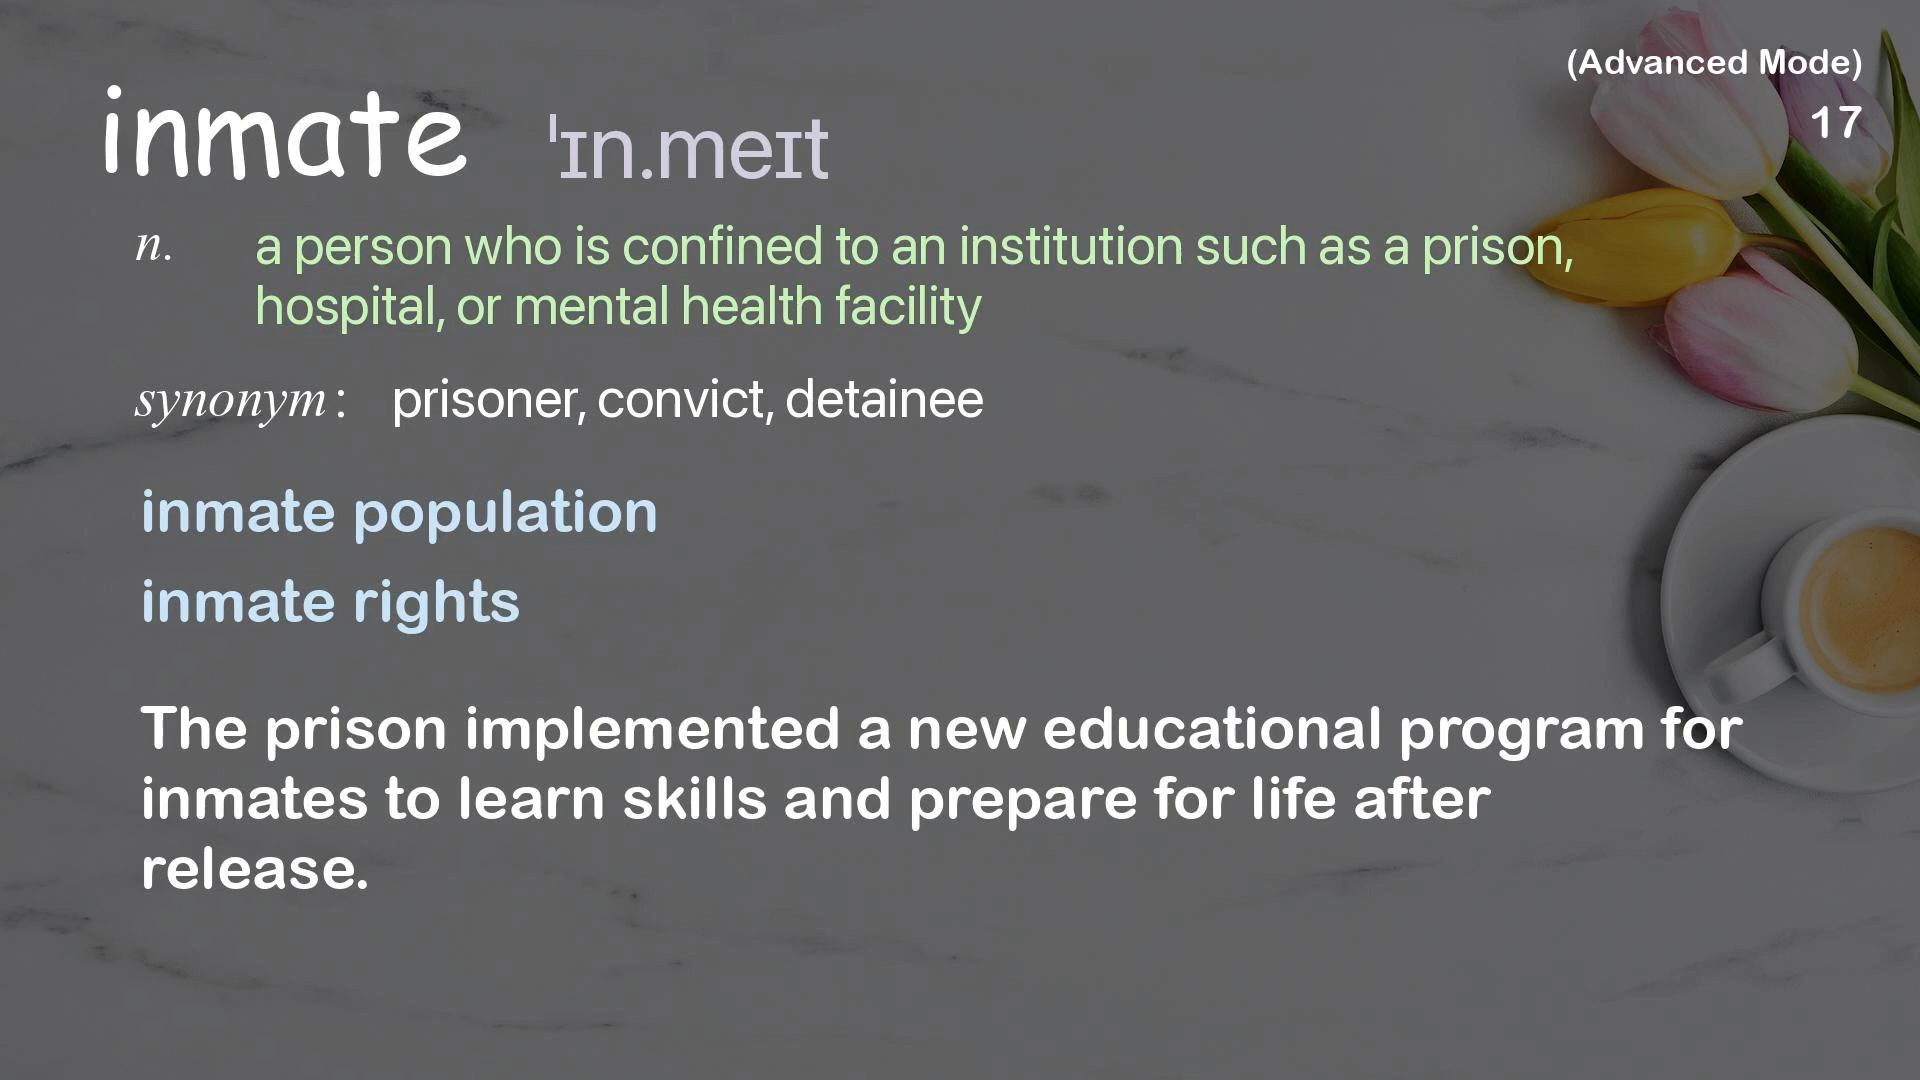 (Advanced Mode)
17
inmate ˈɪn.meɪt
n. a person who is confined to an institution such as a prison,
hospital, or mental health facility
synonym: prisoner, convict, detainee
inmate population
inmate rights
The prison implemented a new educational program for
inmates to learn skills and prepare for life after
release.